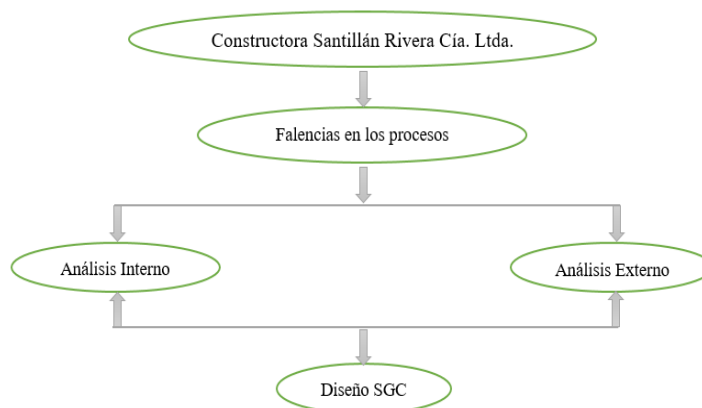 Constructora Santillán Rivera Cía. Ltda.
Falencias en los procesos
Análisis Interno
Análisis Externo
Diseño SGC